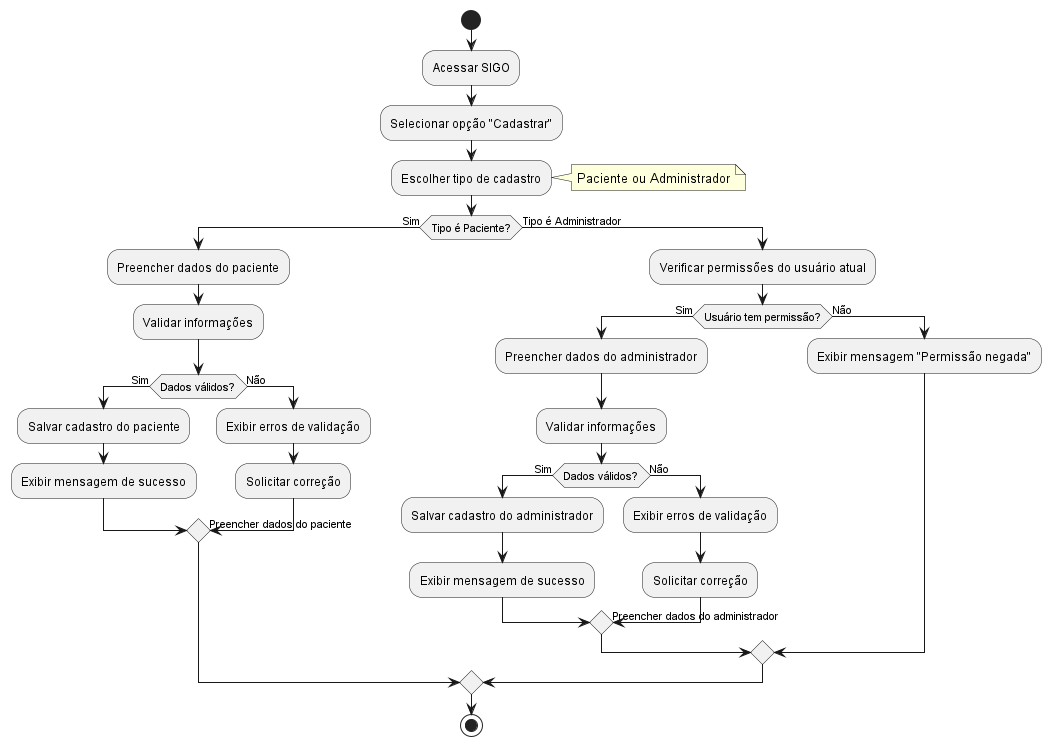 Acessar SIGO
Selecionar opção "Cadastrar"
Escolher tipo de cadastro
Paciente ou Administrador
Sim
Tipo é Paciente?
Tipo é Administrador
Preencher dados do paciente
Validar informações
Sim
Dados válidos?
Não
Salvar cadastro do paciente
Exibir mensagem de sucesso
Exibir erros de validação
Solicitar correção
Preencher dados do paciente
Verificar permissões do usuário atual
Sim
Usuário tem permissão?
Não
Preencher dados do administrador
Validar informações
Sim
Dados válidos?
Não
Salvar cadastro do administrador
Exibir mensagem de sucesso
Exibir erros de validação
Solicitar correção
Preencher dados do administrador
Exibir mensagem "Permissão negada"